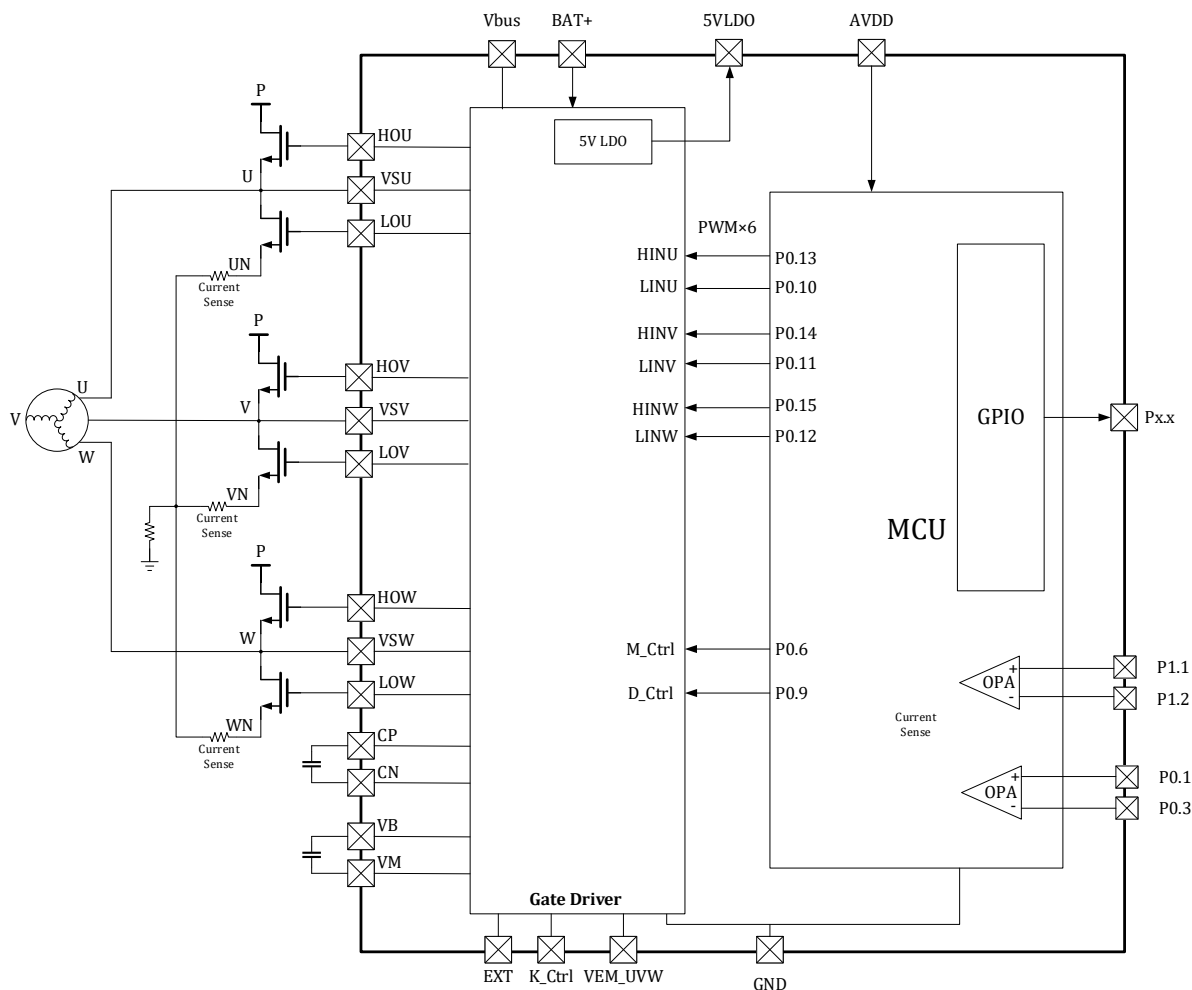 Vbus
BAT+
5VLDO
AVDD
P
HOU
5V LDO
U
VSU
LOU
PWM×6
UN
Current
Sense
HINU
P0.13
LINU
P0.10
P
HINV
P0.14
HOV
LINV
P0.11
U
V
V
VSV
HINW
P0.15
GPIO
Px.x
W
LINW
P0.12
LOV
VN
Current
Sense
MCU
P
HOW
W
VSW
M_Ctrl
P0.6
LOW
D_Ctrl
P0.9
+
OPA
-
P1.1
P1.2
WN
Current
Sense
Current
Sense
CP
CN
+
OPA
-
P0.1
P0.3
VB
VM
Gate Driver
EXT
K_Ctrl
VEM_UVW
GND